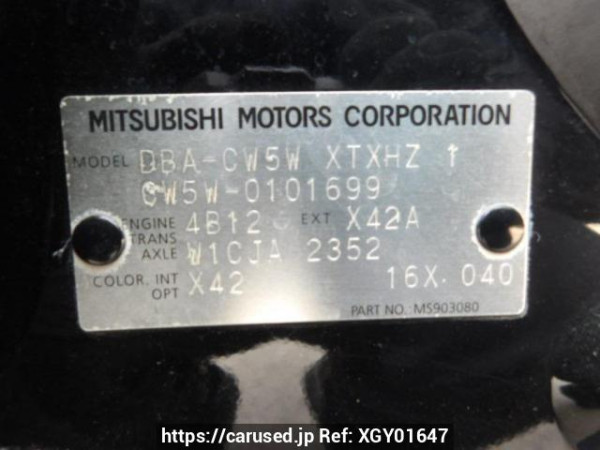 MITSUBISHI MOTORS CORPORATION
MODEL DBA-CW5W XTXHZ ↑
CW5W-0101699
ENGINE 4B12 EXT X42A
TRANS AXLE W1CJA 2352
COLOR. INT X42 16X. 040
OPT
PART NO. MS903080
https://carused.jp Ref: XGY01647